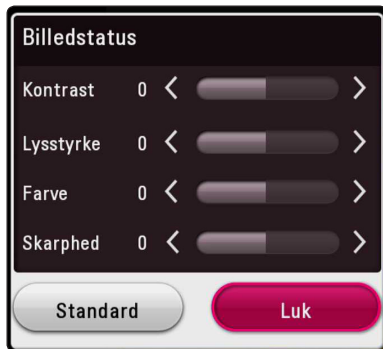 Billedstatus
Kontrast 0
Lysstyrke 0
Farve 0
Skarphed 0
Standard Luk